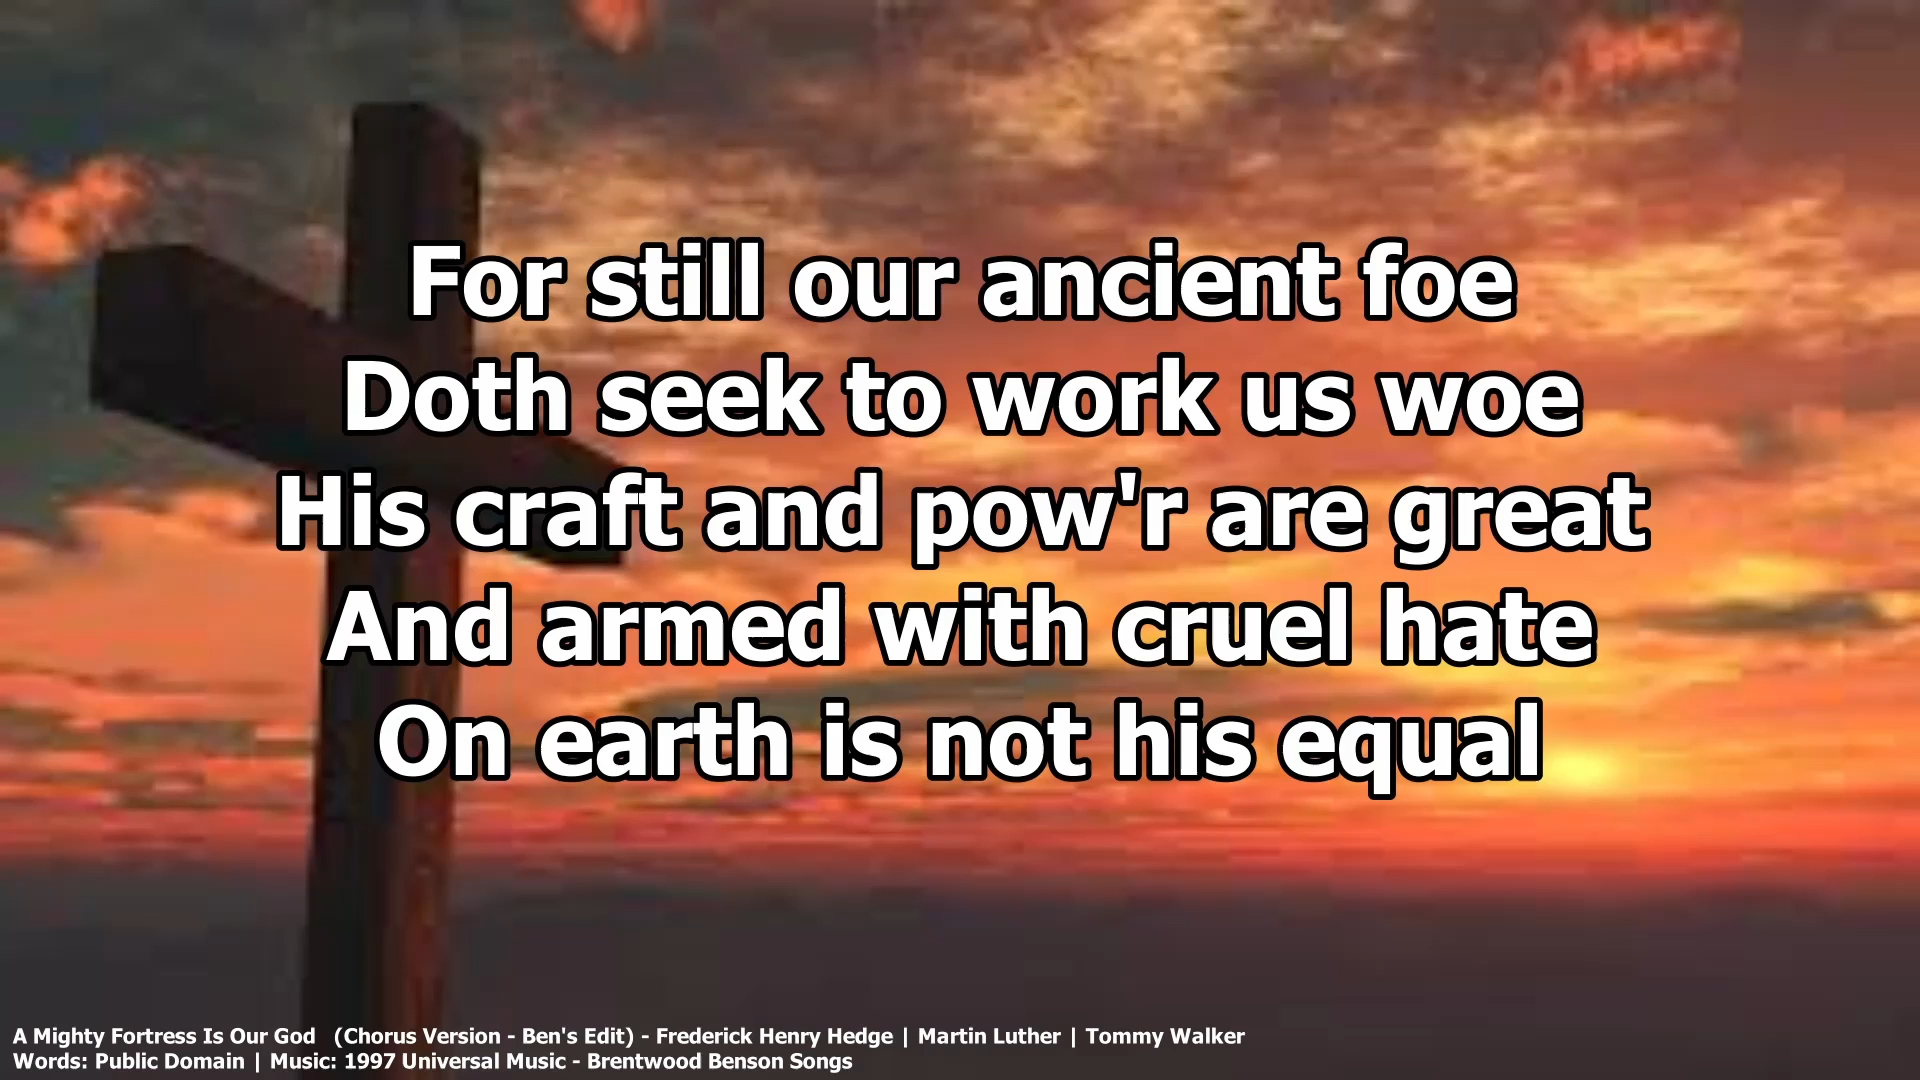 For still our ancient foe
Doth seek to work us woe
His craft and pow'r are great
And armed with cruel hate
On earth is not his equal
A Mighty Fortress Is Our God   (Chorus Version - Ben's Edit) - Frederick Henry Hedge | Martin Luther | Tommy Walker
Words: Public Domain | Music: 1997 Universal Music - Brentwood Benson Songs